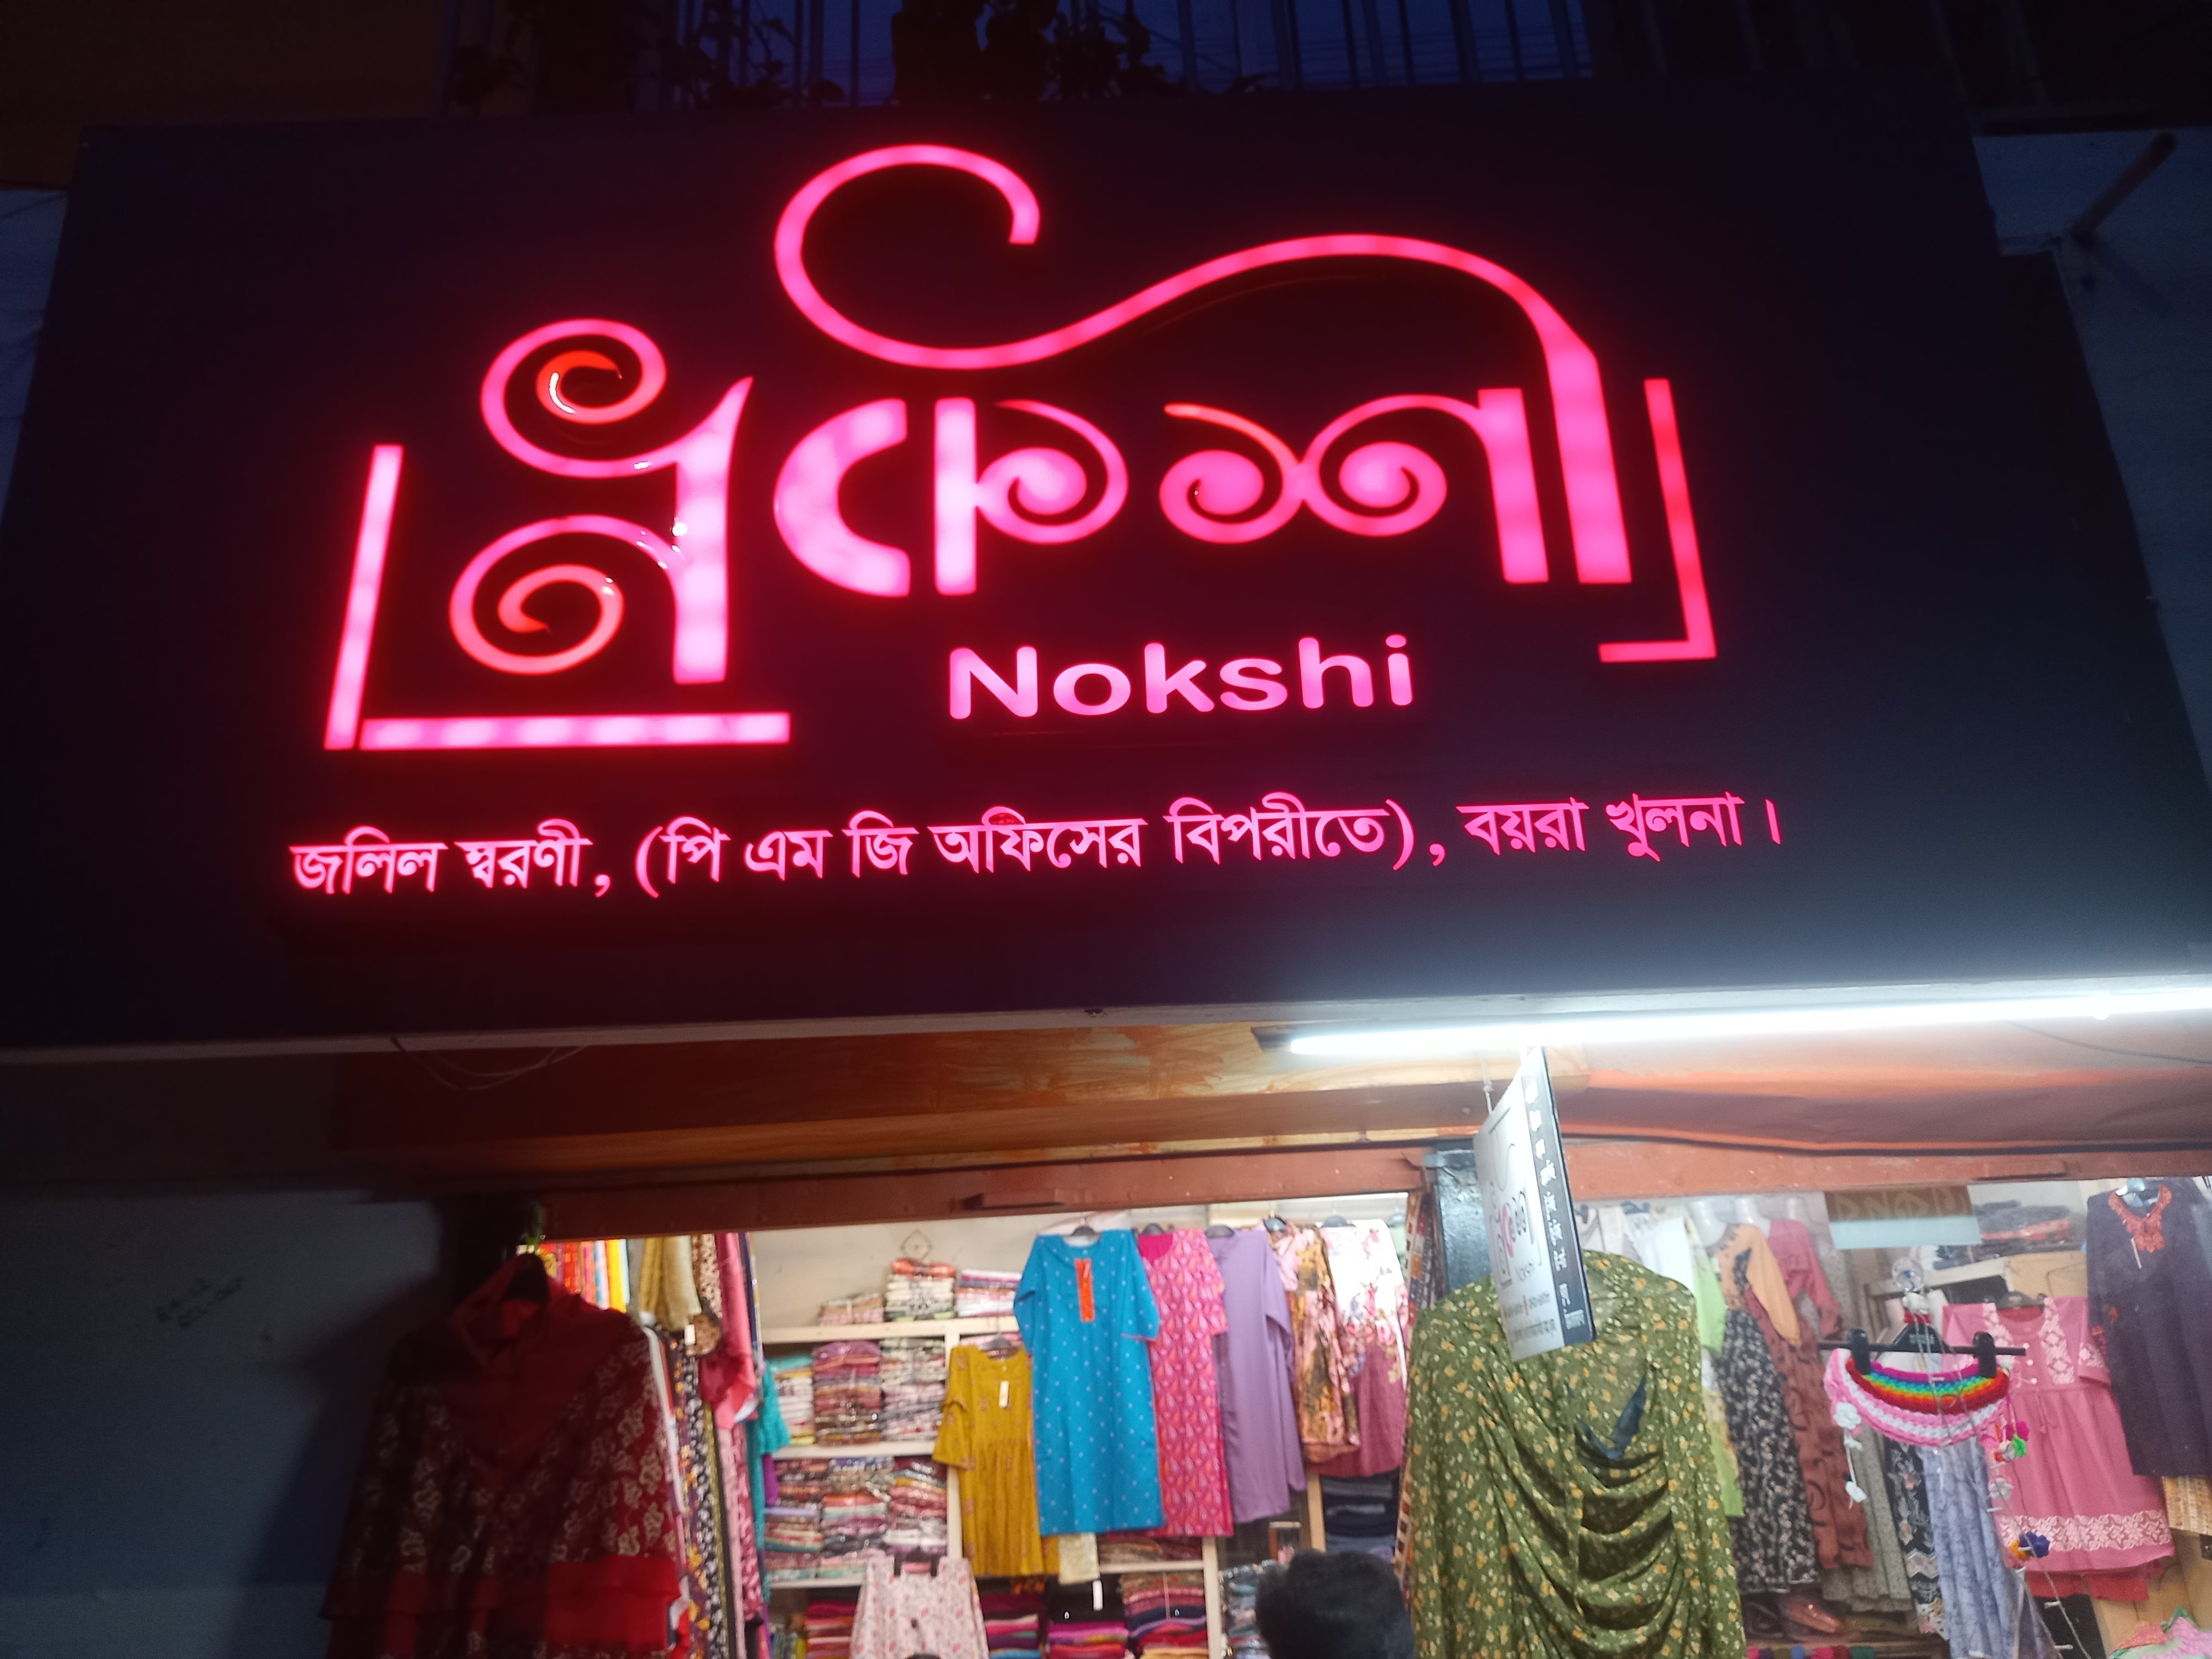 নকশী
Nokshi
জলিল স্বরণী, (পি এম জি অফিসের বিপরীতে), বয়রা খুলনা।